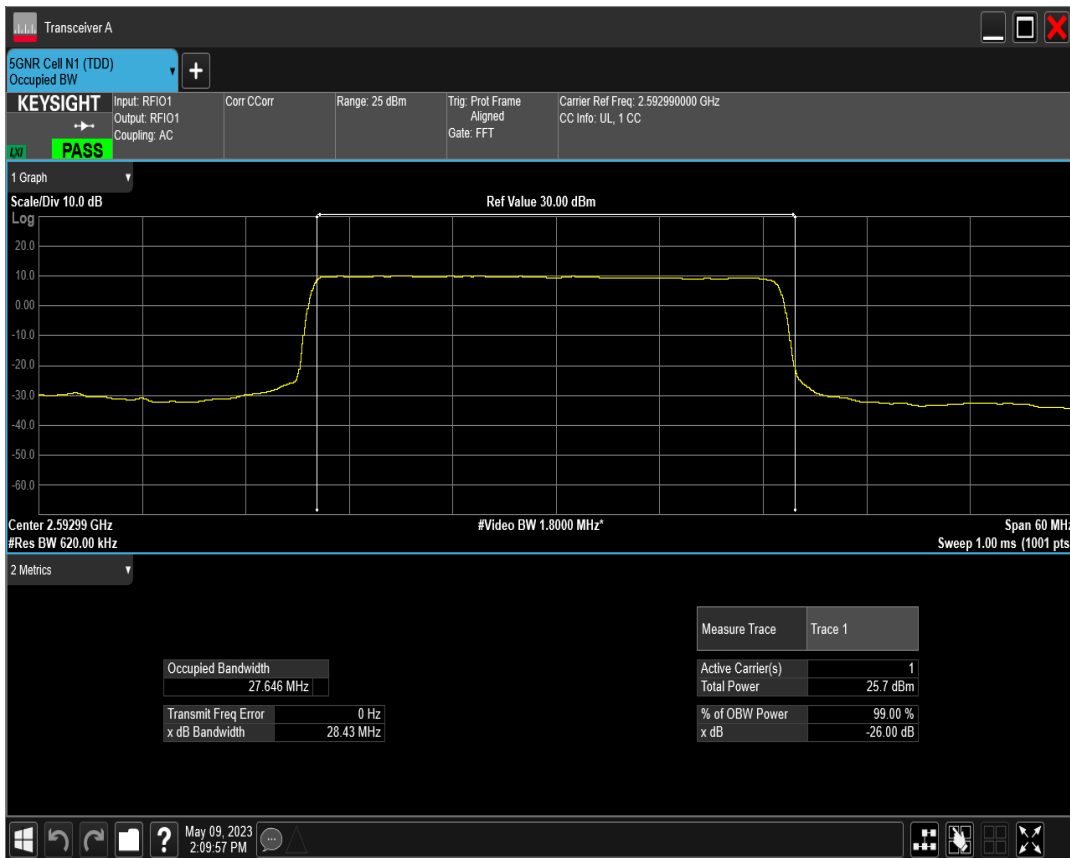 Transceiver A
5GNR Cell N1 (TDD)
Occupied BW
+
KEYSIGHT
LXI
PASS
Input: RFIO1
Output: RFIO1
Coupling: AC
Corr CCorr
Range: 25 dBm
Trig: Prot Frame
Aligned
Gate: FFT
Carrier Ref Freq: 2.592990000 GHz
CC Info: UL, 1 CC
1 Graph
Scale/Div 10.0 dB
Ref Value 30.00 dBm
Log
20.0
10.0
0.00
-10.0
-20.0
-30.0
-40.0
-50.0
-60.0
Center 2.59299 GHz
#Video BW 1.8000 MHz*
Span 60 MHz
#Res BW 620.00 kHz
Sweep 1.00 ms (1001 pts
2 Metrics
Measure Trace Trace 1
Occupied Bandwidth
27.646 MHz
Active Carrier(s) 1
Total Power 25.7 dBm
Transmit Freq Error 0 Hz
x dB Bandwidth 28.43 MHz
% of OBW Power 99.00 %
x dB -26.00 dB
?
May 09, 2023
2:09:57 PM